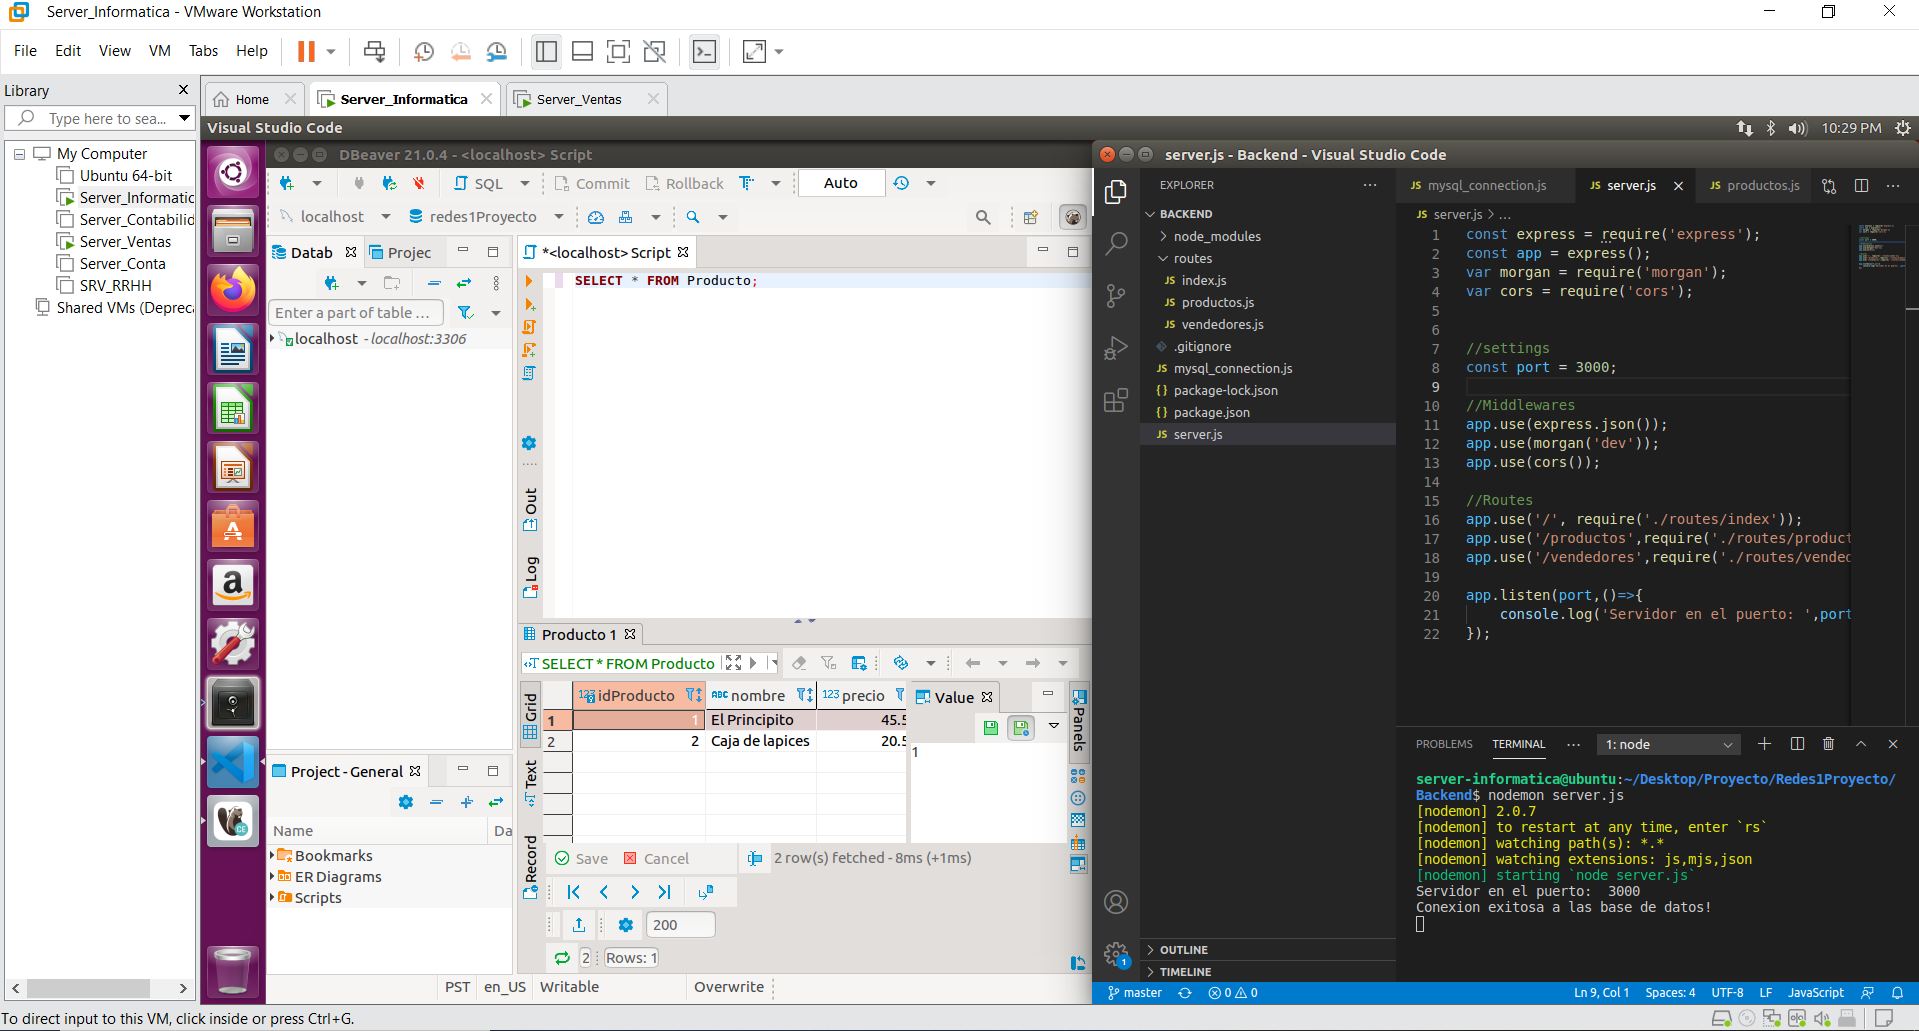 Server_Informatica - VMware Workstation
File Edit View VM Tabs Help
Library
Type here to sea...
My Computer
Ubuntu 64-bit
Server_Informatic
Server_Contabilid
Server_Ventas
Server_Conta
SRV_RRHH
Shared VMs (Depreca
Home
Server_Informatica
Server_Ventas
Visual Studio Code
10:29 PM
DBeaver 21.0.4 - <localhost> Script
SQL
Commit
Rollback
Auto
localhost
redes1Proyecto
Datab
Projec
Enter a part of table ...
localhost - localhost:3306
*<localhost> Script
SELECT * FROM Producto;
Out
Log
Project - General
Name Da
Bookmarks
ER Diagrams
Scripts
Producto 1
SELECT * FROM Producto
Grid
Text
Record
123 idProducto ABC nombre 123 precio
1 1 El Principito 45.5
2 2 Caja de lapices 20.5
Value
1
Panels
Save
Cancel
2 row(s) fetched - 8ms (+1ms)
200
2
Rows: 1
PST en_US Writable Overwrite
server.js - Backend - Visual Studio Code
EXPLORER
BACKEND
node_modules
routes
JS index.js
JS productos.js
JS vendedores.js
.gitignore
JS mysql_connection.js
{} package-lock.json
{} package.json
JS server.js
OUTLINE
TIMELINE
JS mysql_connection.js
JS server.js
JS productos.js
JS server.js > ...
1 const express = require('express');
2 const app = express();
3 var morgan = require('morgan');
4 var cors = require('cors');
5
6
7 //settings
8 const port = 3000;
9
10 //Middlewares
11 app.use(express.json());
12 app.use(morgan('dev'));
13 app.use(cors());
14
15 //Routes
16 app.use('/', require('./routes/index'));
17 app.use('/productos',require('./routes/product
18 app.use('/vendedores',require('./routes/vended
19
20 app.listen(port,()=>{
21 console.log('Servidor en el puerto: ',port
22 });
PROBLEMS TERMINAL ... 1: node
server-informatica@ubuntu:~/Desktop/Proyecto/Redes1Proyecto/
Backend$ nodemon server.js
[nodemon] 2.0.7
[nodemon] to restart at any time, enter `rs`
[nodemon] watching path(s): *.*
[nodemon] watching extensions: js,mjs,json
[nodemon] starting `node server.js`
Servidor en el puerto:  3000
Conexion exitosa a las base de datos!
1
master
0 0
Ln 9, Col 1 Spaces: 4 UTF-8 LF JavaScript
To direct input to this VM, click inside or press Ctrl+G.